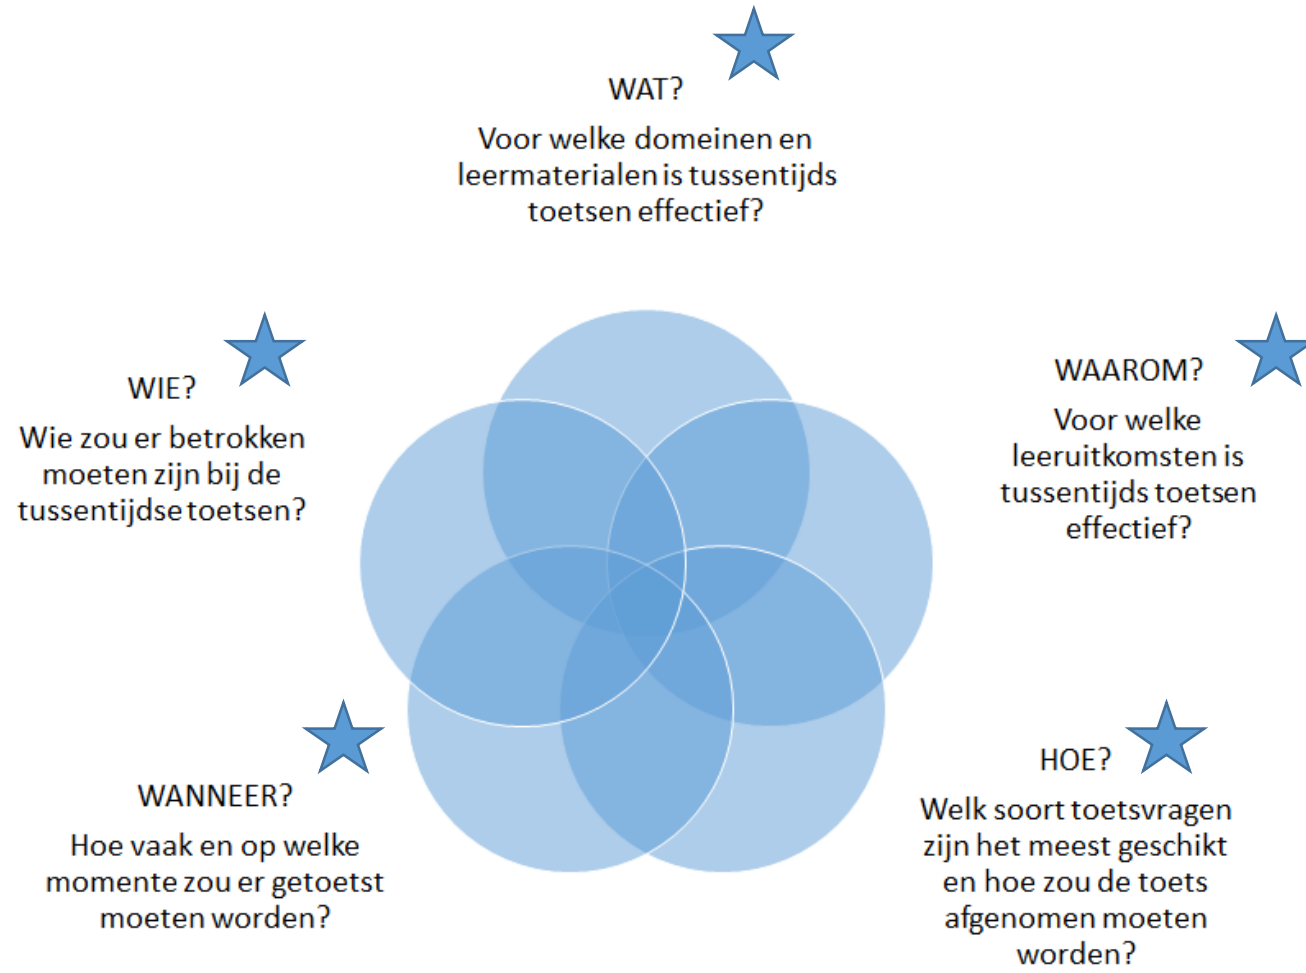 WAT?
Voor welke domeinen en
leermaterialen is tussentijds
toetsen effectief?
WIE?
Wie zou er betrokken
moeten zijn bij de
tussentijdse toetsen?
WAAROM?
Voor welke
leeruitkomsten is
tussentijds toetsen
effectief?
WANNEER?
Hoe vaak en op welke
momente zou er getoetst
moeten worden?
HOE?
Welk soort toetsvragen
zijn het meest geschikt
en hoe zou de toets
afgenomen moeten
worden?